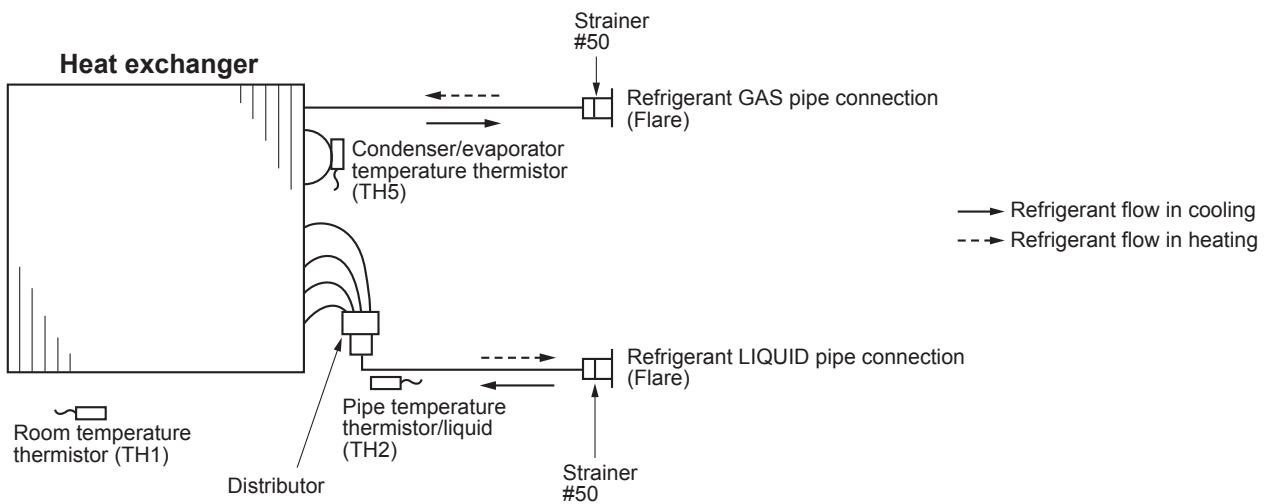 Strainer
#50
Heat exchanger
Refrigerant GAS pipe connection
(Flare)
Condenser/evaporator
temperature thermistor
(TH5)
Refrigerant flow in cooling
Refrigerant flow in heating
Refrigerant LIQUID pipe connection
(Flare)
Pipe temperature
thermistor/liquid
(TH2)
Room temperature
thermistor (TH1)
Distributor
Strainer
#50